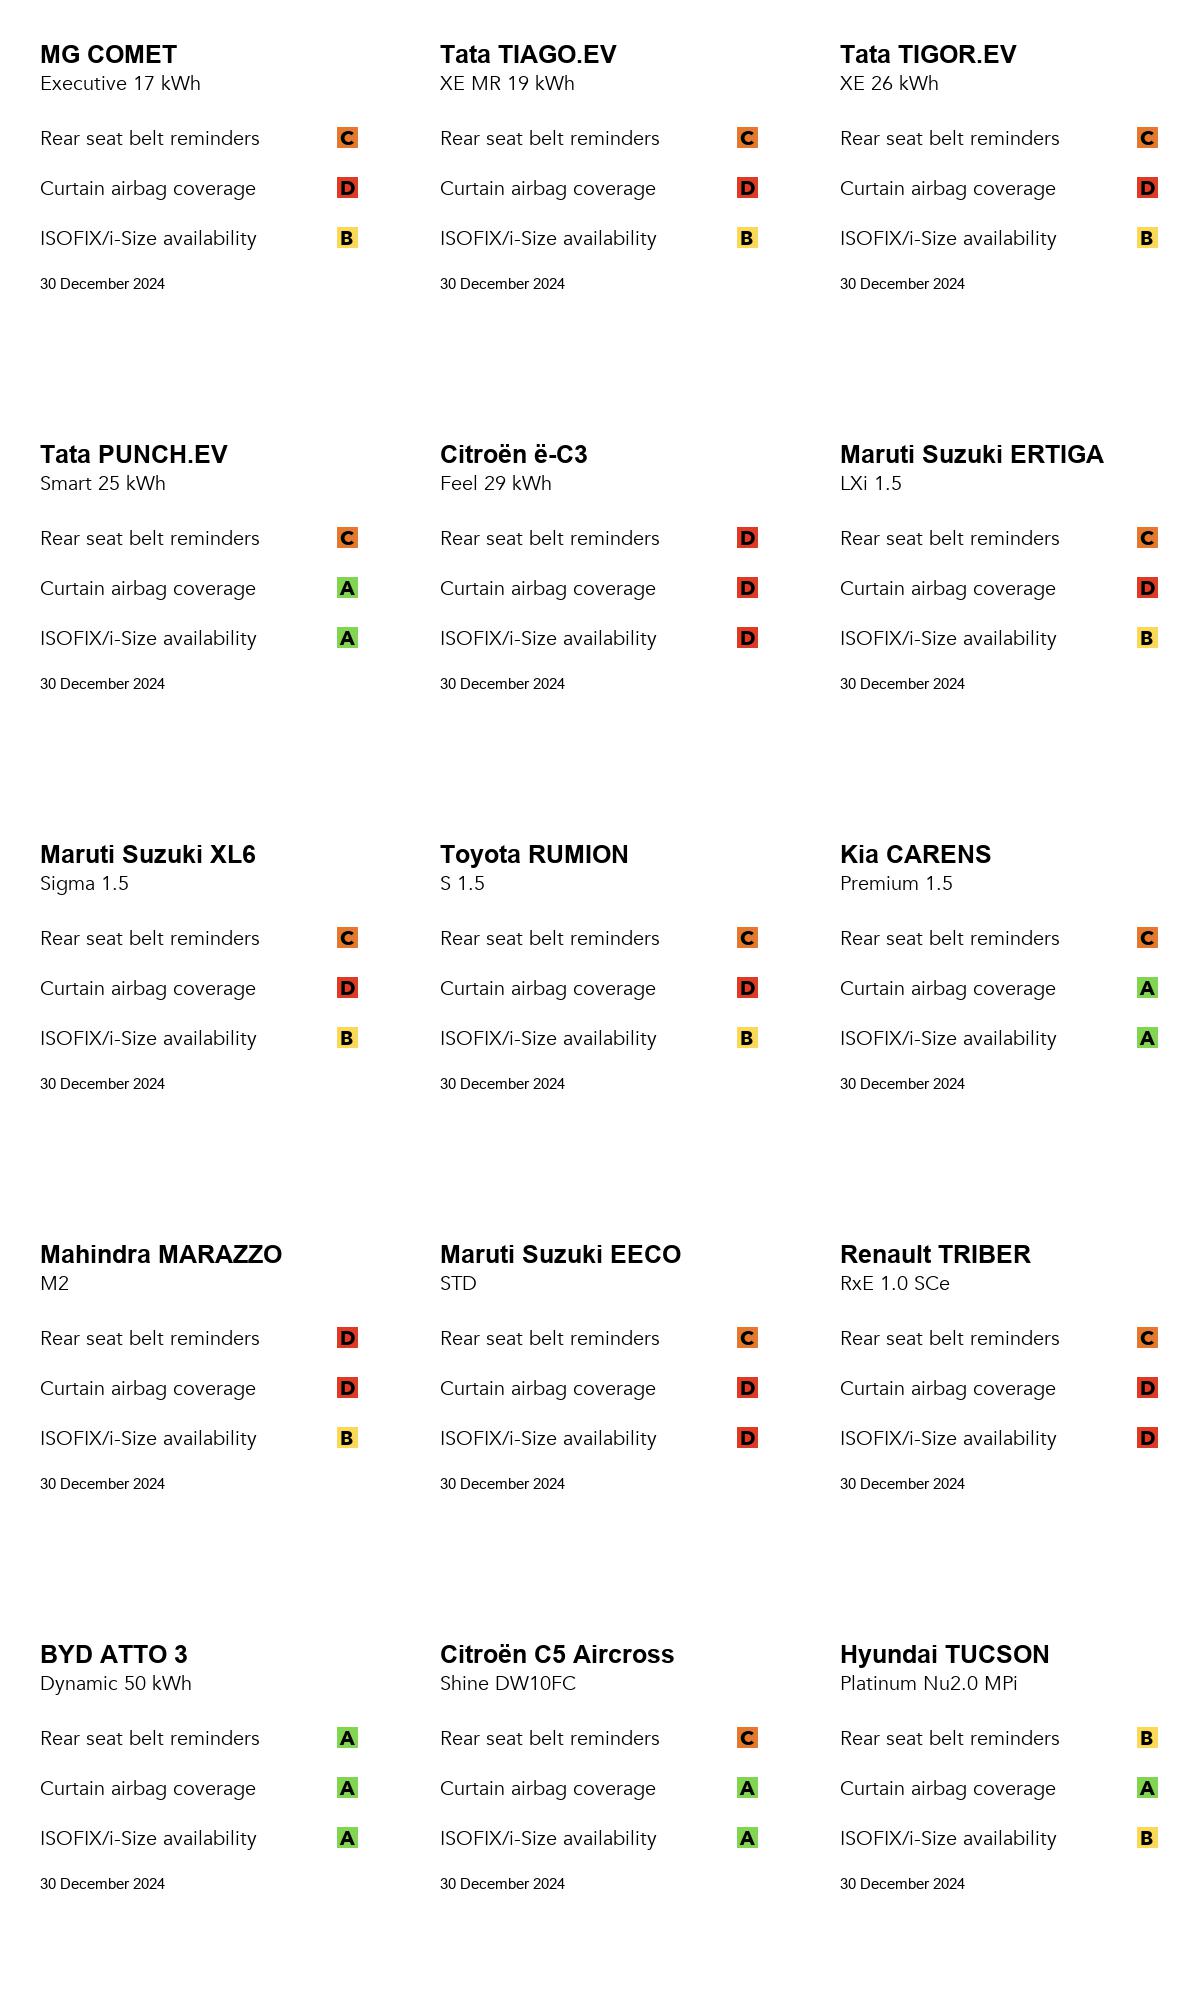 MG COMET
Executive 17 kWh
Rear seat belt reminders C
Curtain airbag coverage D
ISOFIX/i-Size availability B
30 December 2024
Tata TIAGO.EV
XE MR 19 kWh
Rear seat belt reminders C
Curtain airbag coverage D
ISOFIX/i-Size availability B
30 December 2024
Tata TIGOR.EV
XE 26 kWh
Rear seat belt reminders C
Curtain airbag coverage D
ISOFIX/i-Size availability B
30 December 2024
Tata PUNCH.EV
Smart 25 kWh
Rear seat belt reminders C
Curtain airbag coverage A
ISOFIX/i-Size availability A
30 December 2024
Citroën ë-C3
Feel 29 kWh
Rear seat belt reminders D
Curtain airbag coverage D
ISOFIX/i-Size availability D
30 December 2024
Maruti Suzuki ERTIGA
LXi 1.5
Rear seat belt reminders C
Curtain airbag coverage D
ISOFIX/i-Size availability B
30 December 2024
Maruti Suzuki XL6
Sigma 1.5
Rear seat belt reminders C
Curtain airbag coverage D
ISOFIX/i-Size availability B
30 December 2024
Toyota RUMION
S 1.5
Rear seat belt reminders C
Curtain airbag coverage D
ISOFIX/i-Size availability B
30 December 2024
Kia CARENS
Premium 1.5
Rear seat belt reminders C
Curtain airbag coverage A
ISOFIX/i-Size availability A
30 December 2024
Mahindra MARAZZO
M2
Rear seat belt reminders D
Curtain airbag coverage D
ISOFIX/i-Size availability B
30 December 2024
Maruti Suzuki EECO
STD
Rear seat belt reminders C
Curtain airbag coverage D
ISOFIX/i-Size availability D
30 December 2024
Renault TRIBER
RxE 1.0 SCe
Rear seat belt reminders C
Curtain airbag coverage D
ISOFIX/i-Size availability D
30 December 2024
BYD ATTO 3
Dynamic 50 kWh
Rear seat belt reminders A
Curtain airbag coverage A
ISOFIX/i-Size availability A
30 December 2024
Citroën C5 Aircross
Shine DW10FC
Rear seat belt reminders C
Curtain airbag coverage A
ISOFIX/i-Size availability A
30 December 2024
Hyundai TUCSON
Platinum Nu2.0 MPi
Rear seat belt reminders B
Curtain airbag coverage A
ISOFIX/i-Size availability B
30 December 2024